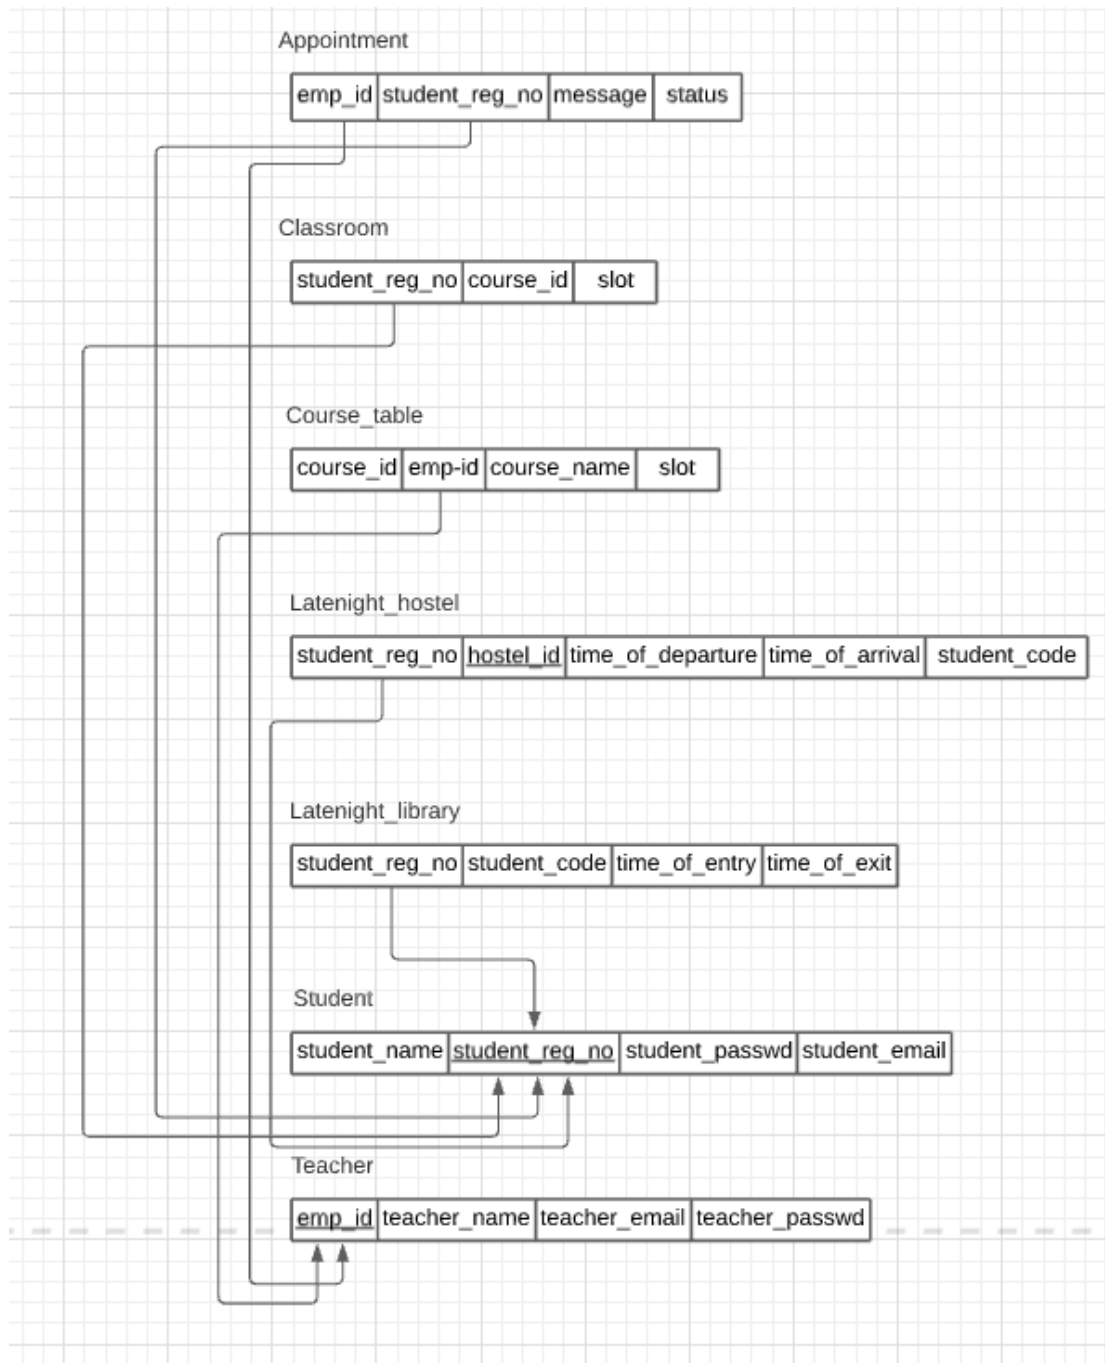 Appointment
emp_id student_reg_no message status
Classroom
student_reg_no course_id slot
Course_table
course_id emp-id course_name slot
Latenight_hostel
student_reg_no hostel_id time_of_departure time_of_arrival student_code
Latenight_library
student_reg_no student_code time_of_entry time_of_exit
Student
student_name student_reg_no student_passwd student_email
Teacher
emp_id teacher_name teacher_email teacher_passwd